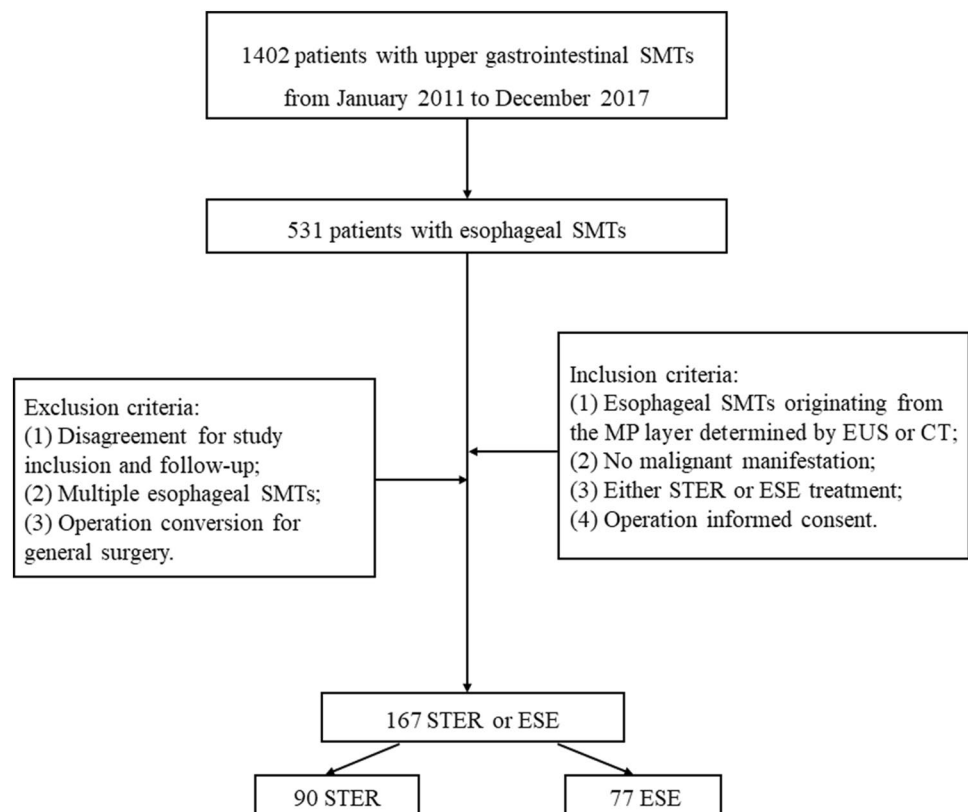 1402 patients with upper gastrointestinal SMTs
from January 2011 to December 2017
531 patients with esophageal SMTs
Exclusion criteria:
(1) Disagreement for study
inclusion and follow-up;
(2) Multiple esophageal SMTs;
(3) Operation conversion for
general surgery.
Inclusion criteria:
(1) Esophageal SMTs originating from
the MP layer determined by EUS or CT;
(2) No malignant manifestation;
(3) Either STER or ESE treatment;
(4) Operation informed consent.
167 STER or ESE
90 STER
77 ESE